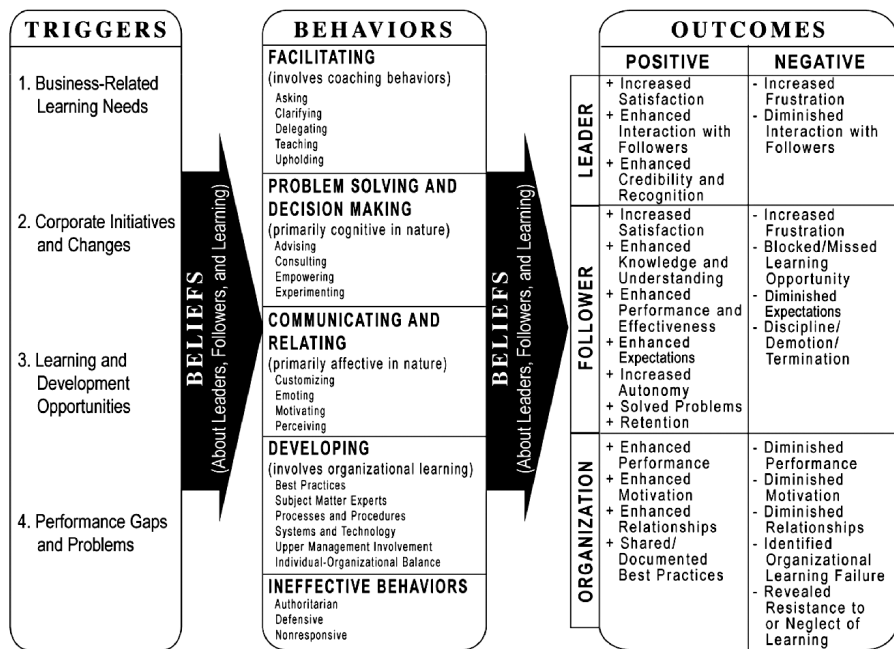 TRIGGERS
1. Business-Related
Learning Needs
2. Corporate Initiatives
and Changes
3. Learning and
Development
Opportunities
4. Performance Gaps
and Problems
BELIEFS
(About Leaders, Followers, and Learning)
BEHAVIORS
FACILITATING
(involves coaching behaviors)
Asking
Clarifying
Delegating
Teaching
Upholding
PROBLEM SOLVING AND
DECISION MAKING
(primarily cognitive in nature)
Advising
Consulting
Empowering
Experimenting
COMMUNICATING AND
RELATING
(primarily affective in nature)
Customizing
Emoting
Motivating
Perceiving
DEVELOPING
(involves organizational learning)
Best Practices
Subject Matter Experts
Processes and Procedures
Systems and Technology
Upper Management Involvement
Individual-Organizational Balance
INEFFECTIVE BEHAVIORS
Authoritarian
Defensive
Nonresponsive
BELIEFS
(About Leaders, Followers, and Learning)
OUTCOMES
POSITIVE
NEGATIVE
LEADER
+ Increased
Satisfaction
+ Enhanced
Interaction with
Followers
+ Enhanced
Credibility and
Recognition
- Increased
Frustration
- Diminished
Interaction with
Followers
FOLLOWER
+ Increased
Satisfaction
+ Enhanced
Knowledge and
Understanding
+ Enhanced
Performance and
Effectiveness
+ Enhanced
Expectations
+ Increased
Autonomy
+ Solved Problems
+ Retention
- Increased
Frustration
- Blocked/Missed
Learning
Opportunity
- Diminished
Expectations
- Discipline/
Demotion/
Termination
ORGANIZATION
+ Enhanced
Performance
+ Enhanced
Motivation
+ Enhanced
Relationships
+ Shared/
Documented
Best Practices
- Diminished
Performance
- Diminished
Motivation
- Diminished
Relationships
- Identified
Organizational
Learning Failure
- Revealed
Resistance to
or Neglect of
Learning